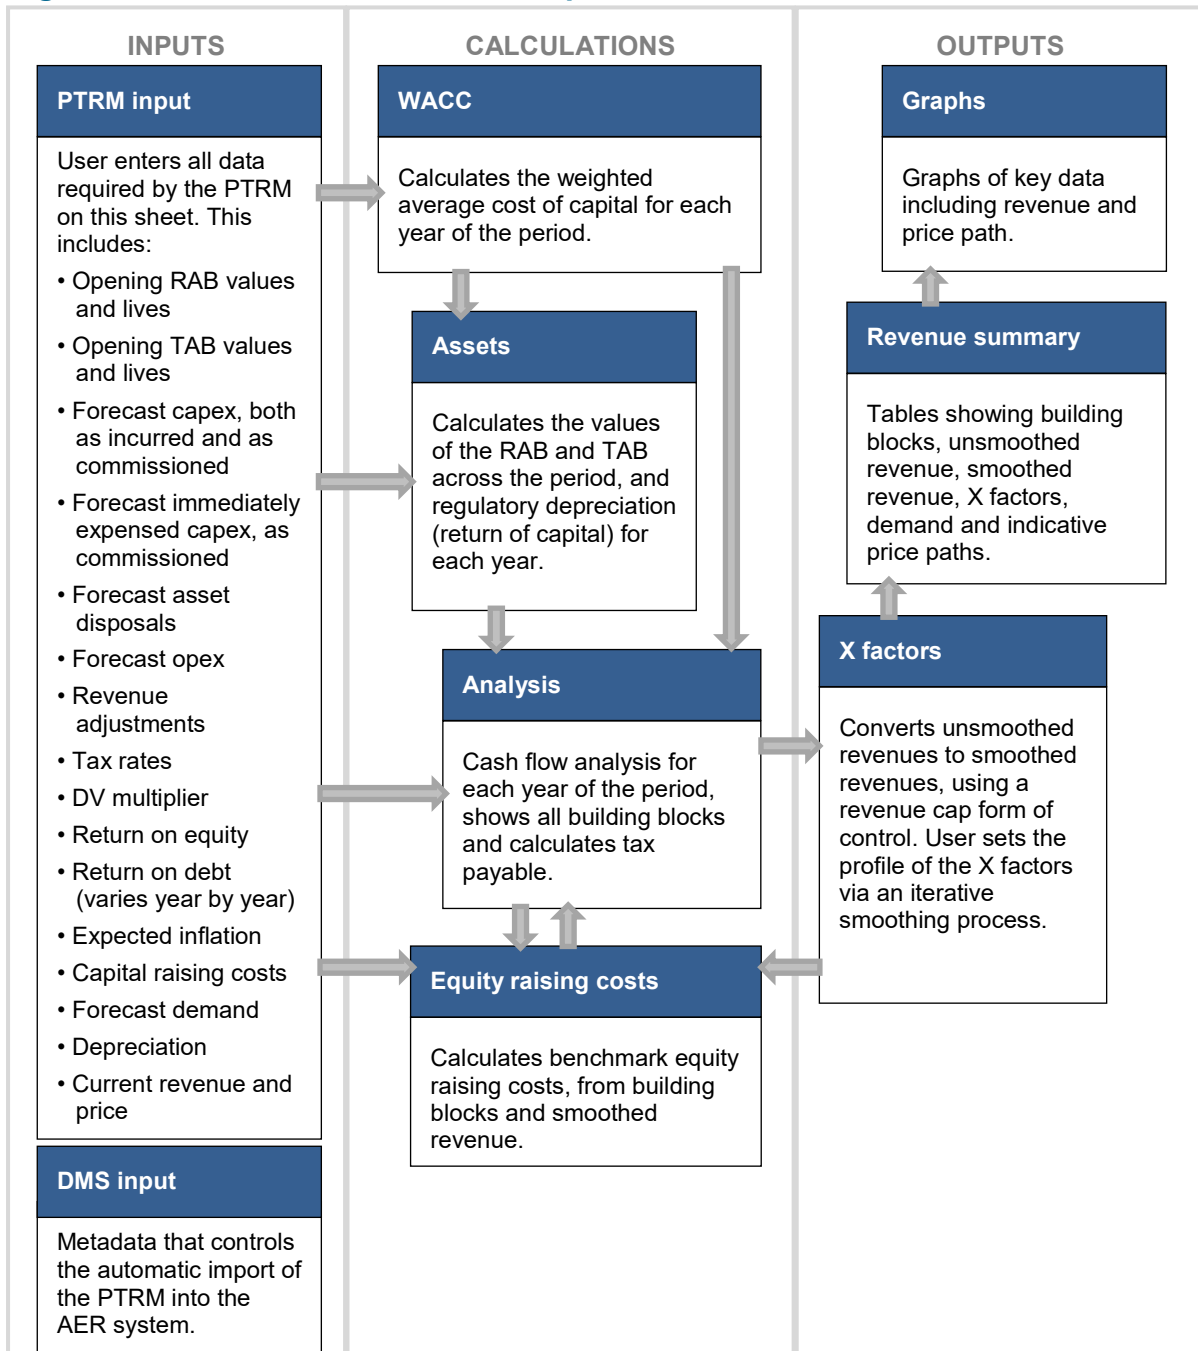 INPUTS
PTRM input
User enters all data
required by the PTRM
on this sheet. This
includes:
• Opening RAB values
and lives
• Opening TAB values
and lives
• Forecast capex, both
as incurred and as
commissioned
• Forecast immediately
expensed capex, as
commissioned
• Forecast asset
disposals
• Forecast opex
• Revenue
adjustments
• Tax rates
• DV multiplier
• Return on equity
• Return on debt
(varies year by year)
• Expected inflation
• Capital raising costs
• Forecast demand
• Depreciation
• Current revenue and
price
DMS input
Metadata that controls
the automatic import of
the PTRM into the
AER system.
CALCULATIONS
WACC
Calculates the weighted
average cost of capital for each
year of the period.
Assets
Calculates the values
of the RAB and TAB
across the period, and
regulatory depreciation
(return of capital) for
each year.
Analysis
Cash flow analysis for
each year of the period,
shows all building blocks
and calculates tax
payable.
Equity raising costs
Calculates benchmark equity
raising costs, from building
blocks and smoothed
revenue.
OUTPUTS
Graphs
Graphs of key data
including revenue and
price path.
Revenue summary
Tables showing building
blocks, unsmoothed
revenue, smoothed
revenue, X factors,
demand and indicative
price paths.
X factors
Converts unsmoothed
revenues to smoothed
revenues, using a
revenue cap form of
control. User sets the
profile of the X factors
via an iterative
smoothing process.